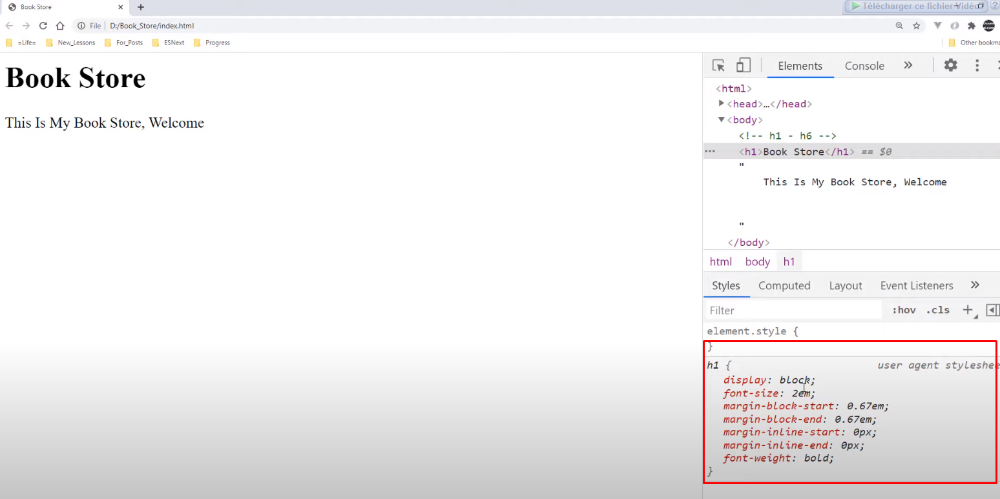 Book Store
Télécharger ce fichier Vidéo
File D:/Book_Store/index.html
=Life= New_Lessons For_Posts ESNext Progress Other bookma
Book Store
This Is My Book Store, Welcome
Elements Console »
<html>
<head>…</head>
<body>
<!-- h1 - h6 -->
<h1>Book Store</h1> == $0
"
This Is My Book Store, Welcome
"
</body>
html body h1
Styles Computed Layout Event Listeners »
Filter :hov .cls +
element.style {
}
h1 { user agent styleshee
display: block;
font-size: 2em;
margin-block-start: 0.67em;
margin-block-end: 0.67em;
margin-inline-start: 0px;
margin-inline-end: 0px;
font-weight: bold;
}